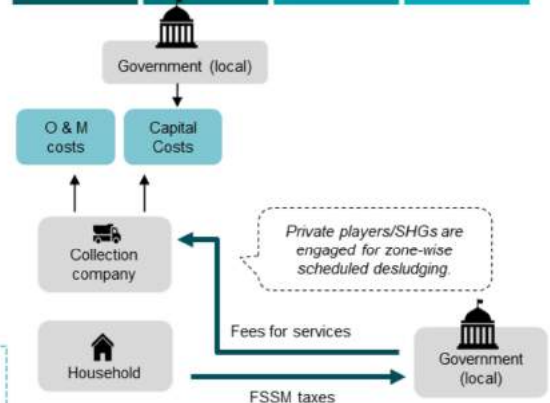 Government (local)
O & M
costs
Capital
Costs
Private players/SHGs are
engaged for zone-wise
scheduled desludging.
Collection
company
Fees for services
Household
Government
(local)
FSSM taxes